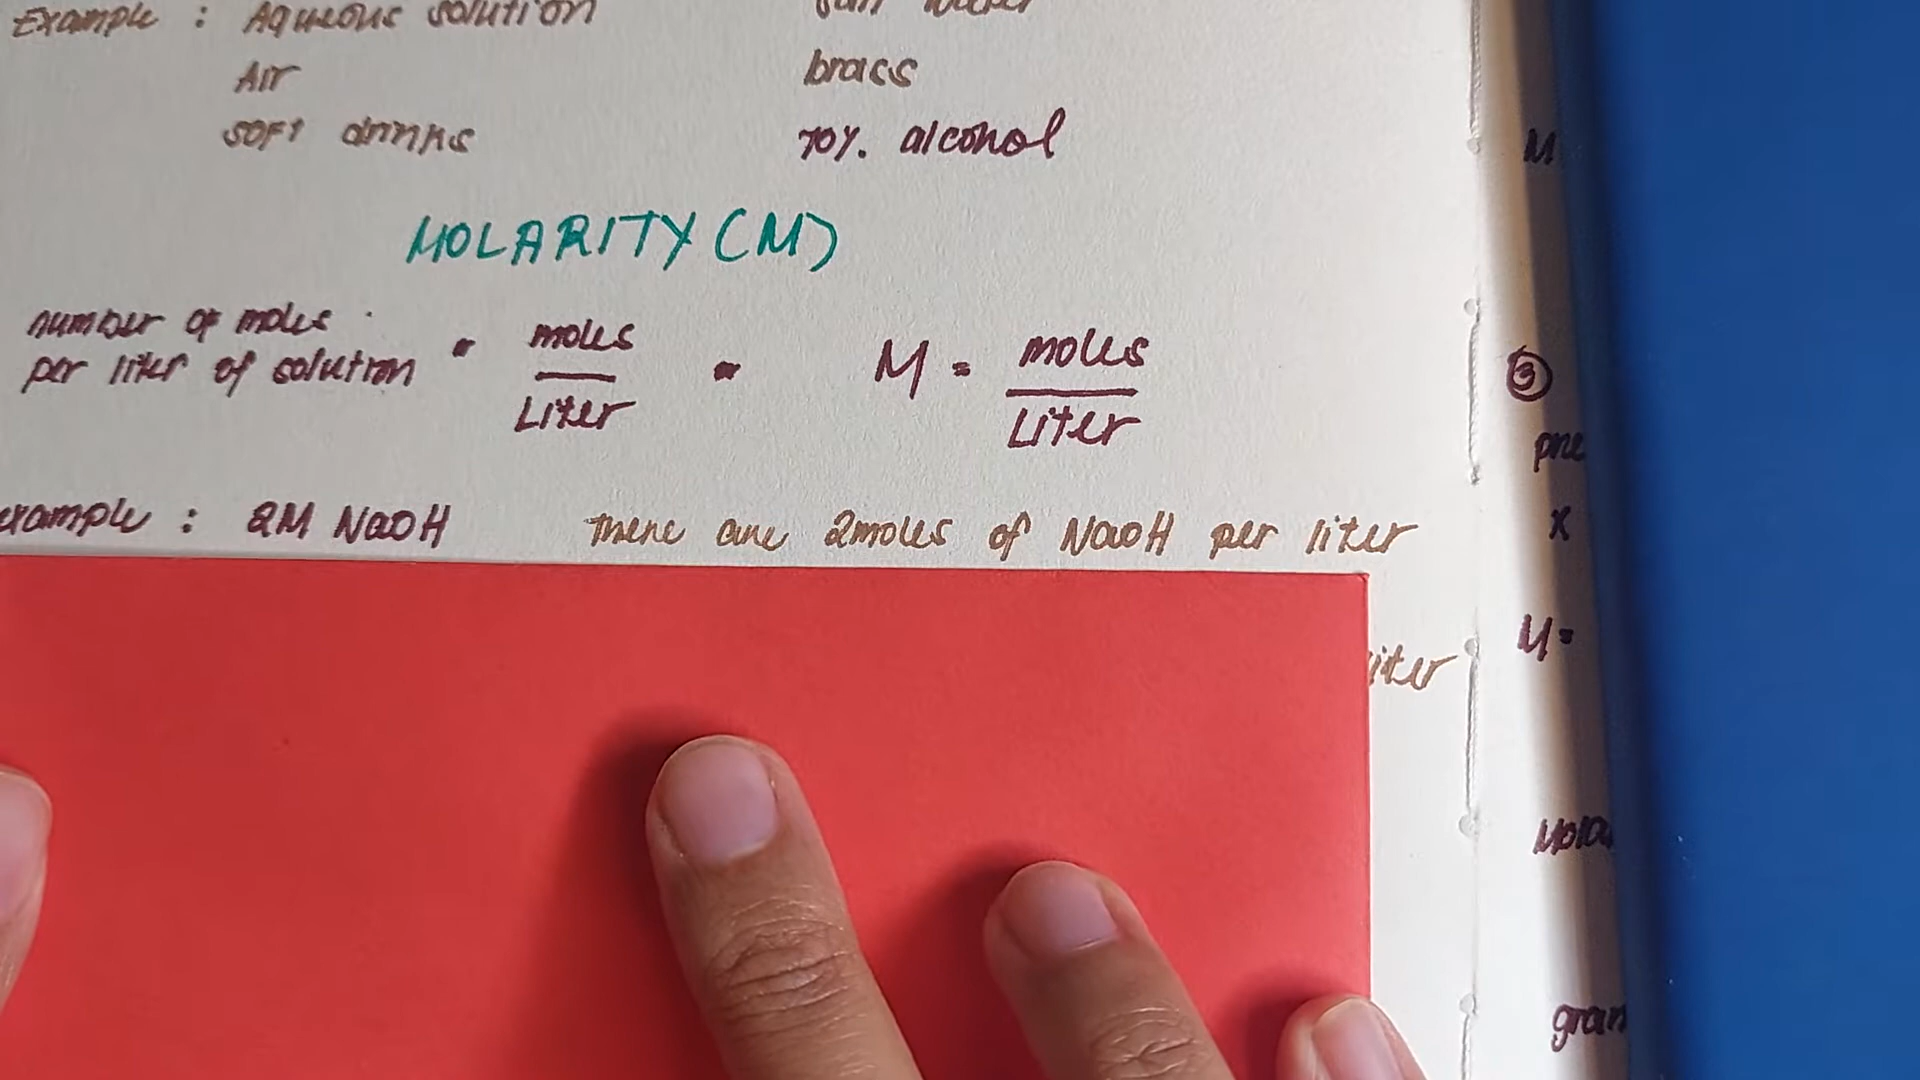 Example : Aqueous solution
Air brass
soft drinks 70%. alcohol
MOLARITY (M)
number of moles
per liter of solution = moles
Liter = M = moles
Liter
example : 2M NaOH there are 2moles of NaOH per liter
M
③
M=